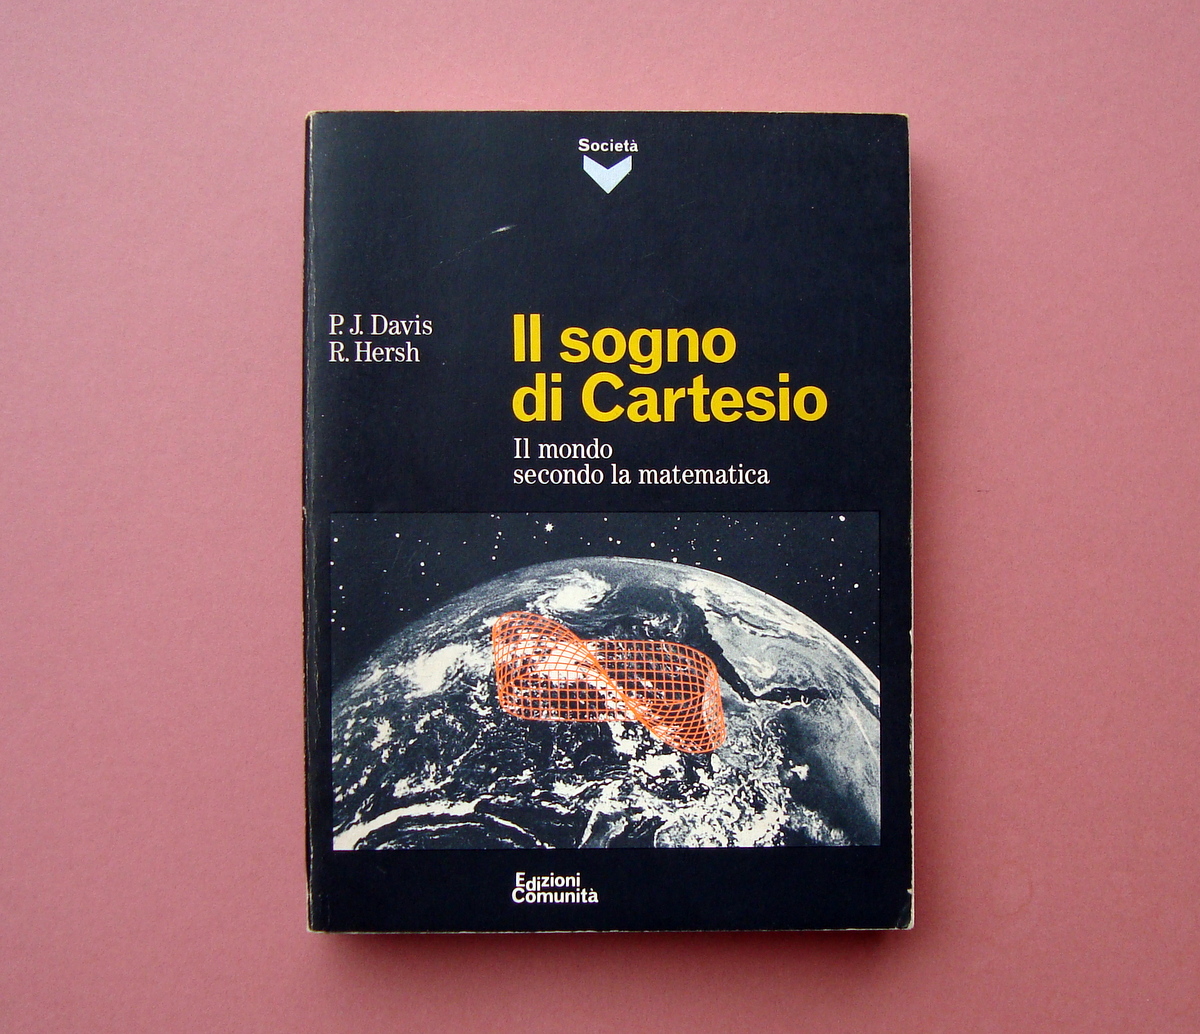 Società
P. J. Davis
R. Hersh
Il sogno
di Cartesio
Il mondo
secondo la matematica
Edizioni
Comunità